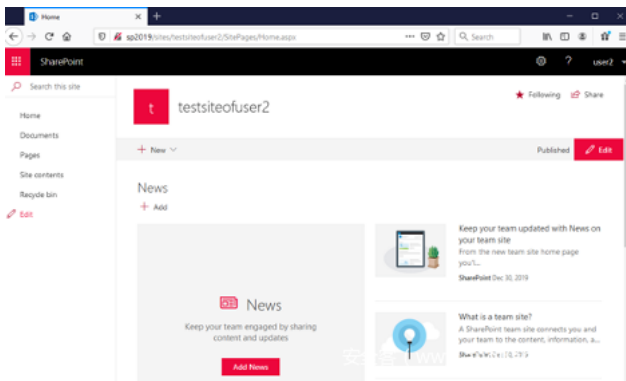 Home
sp2019/sites/testsiteofuser2/SitePages/Home.aspx
Search
SharePoint
?
user2
Search this site
Home
Documents
Pages
Site contents
Recycle bin
Edit
t
testsiteofuser2
Following
Share
+ New
Published
Edit
News
+ Add
News
Keep your team engaged by sharing
content and updates
Add News
Keep your team updated with News on
your team site
From the new team site home page
you'l...
SharePoint Dec 30, 2019
What is a team site?
A SharePoint team site connects you and
your team to the content, information, a...
SharePoint Dec 30, 2019